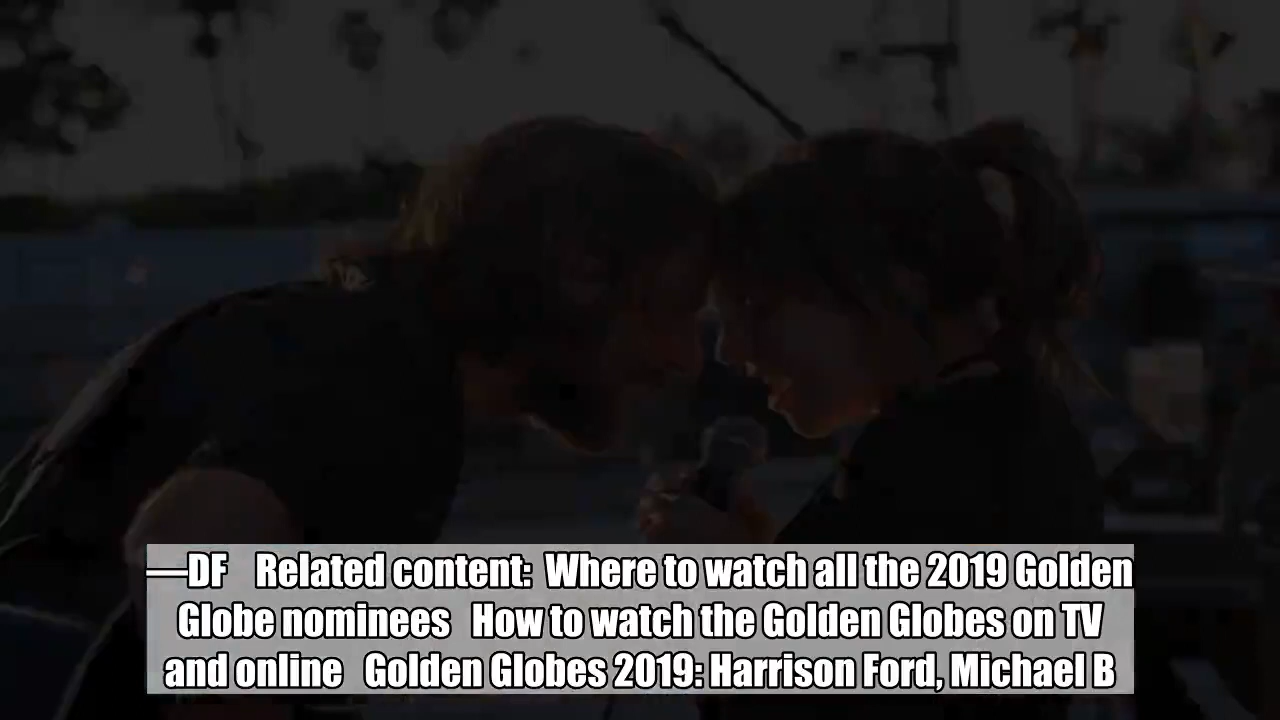 —DF Related content: Where to watch all the 2019 Golden
Globe nominees How to watch the Golden Globes on TV
and online Golden Globes 2019: Harrison Ford, Michael B